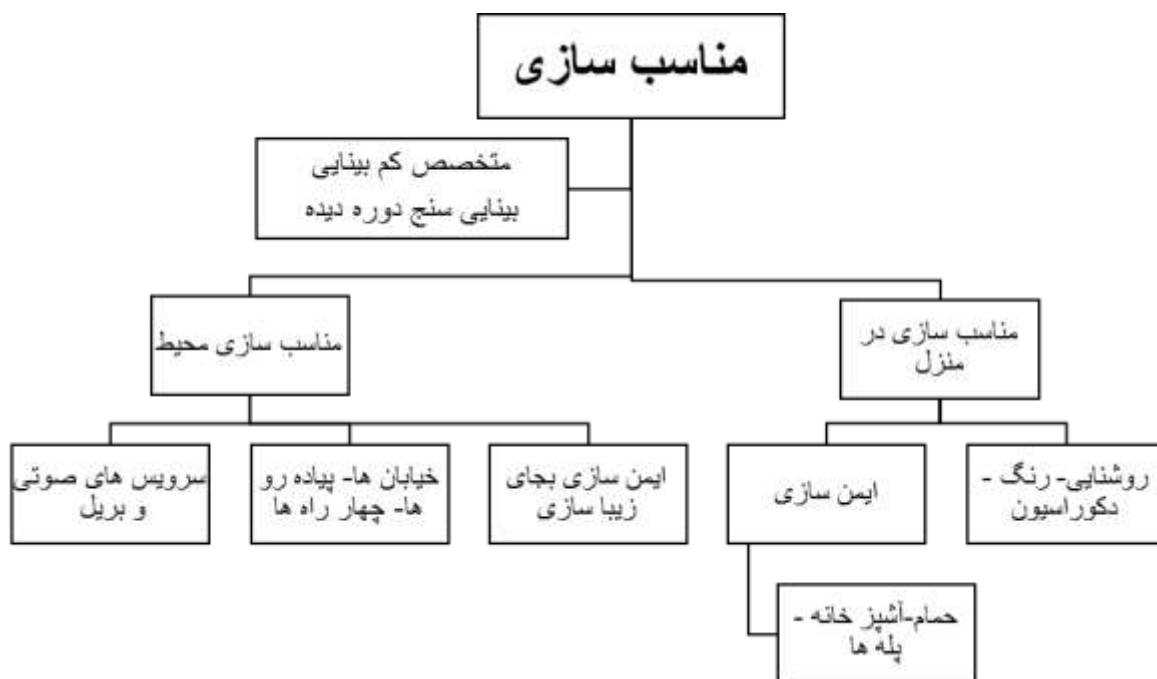 مناسب سازی
متخصص کم بینایی
بینایی سنج دوره دیده
مناسب سازی در
منزل
مناسب سازی محیط
روشنایی- رنگ -
دکوراسیون
ایمن سازی
ایمن سازی بجای
زیبا سازی
خیابان ها- پیاده رو
ها- چهار راه ها
سرویس های صوتی
و بریل
حمام-آشپز خانه -
پله ها